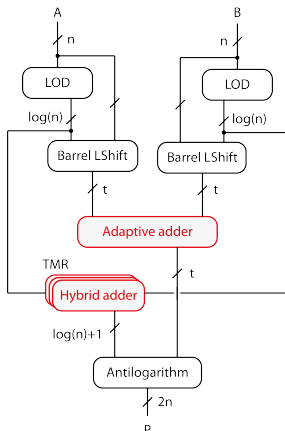 A
B
n
n
LOD
LOD
log(n)
log(n)
Barrel LShift
Barrel LShift
t
t
Adaptive adder
TMR
t
Hybrid adder
log(n)+1
Antilogarithm
2n
P